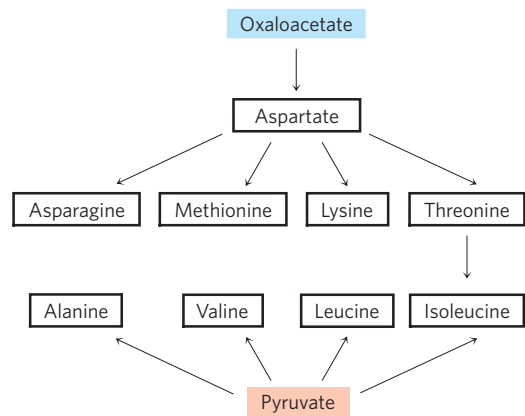 Oxaloacetate
Aspartate
Asparagine
Methionine
Lysine
Threonine
Alanine
Valine
Leucine
Isoleucine
Pyruvate